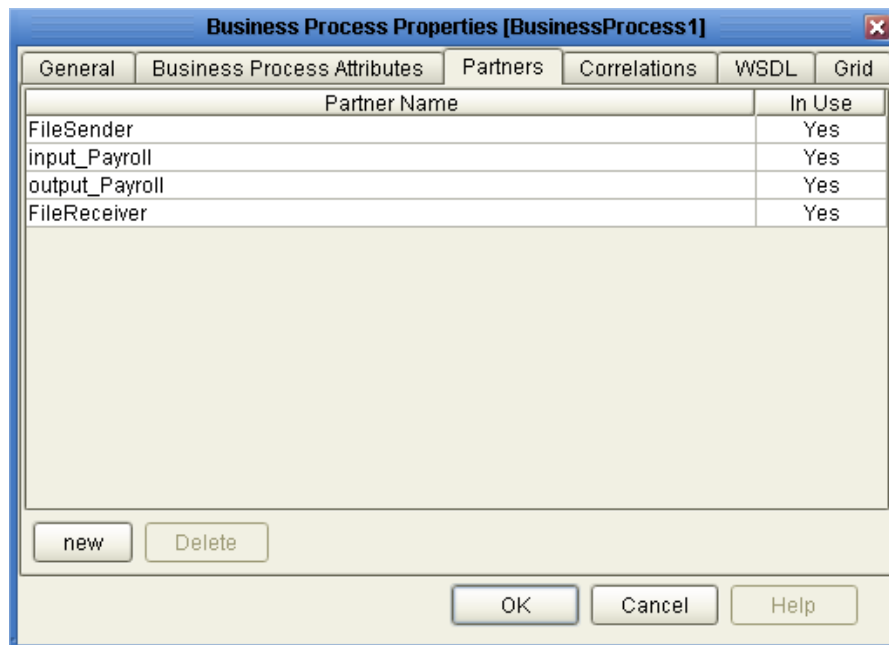 Business Process Properties [BusinessProcess1]
General Business Process Attributes Partners Correlations WSDL Grid
Partner Name In Use
FileSender Yes
input_Payroll Yes
output_Payroll Yes
FileReceiver Yes
new Delete
OK Cancel Help